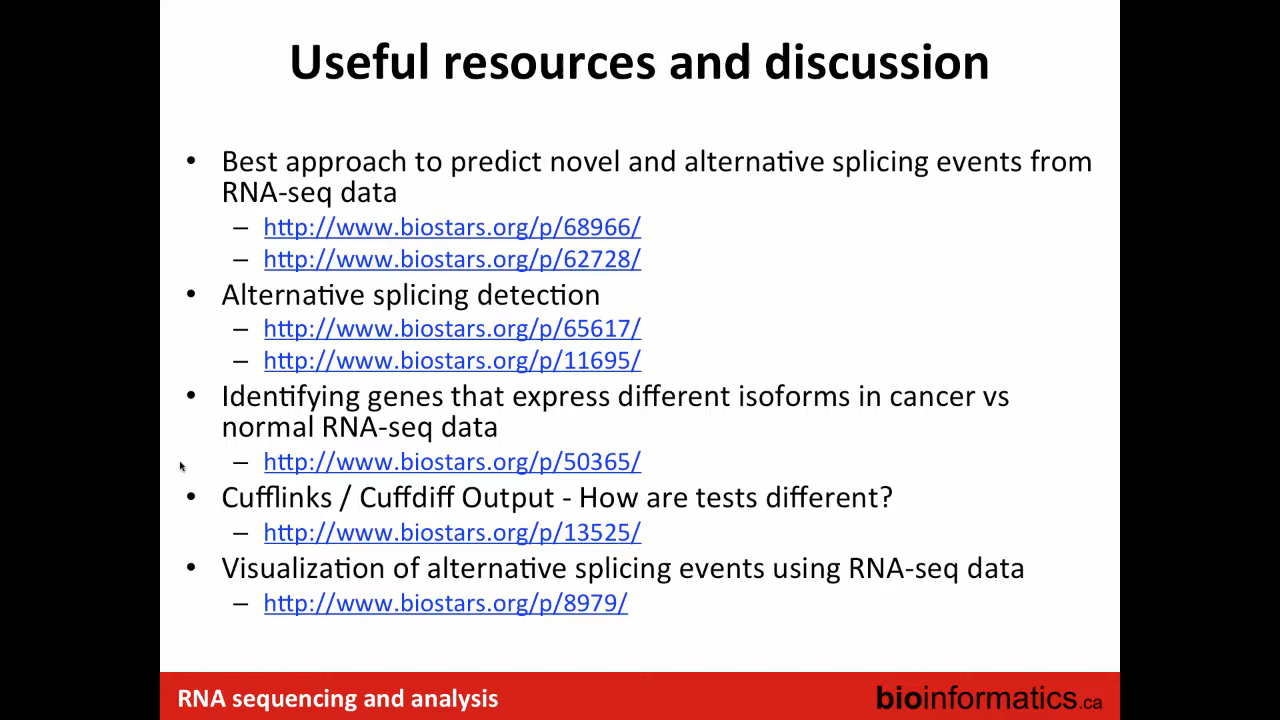 Useful resources and discussion
• Best approach to predict novel and alternative splicing events from
RNA-seq data
– http://www.biostars.org/p/68966/
– http://www.biostars.org/p/62728/
• Alternative splicing detection
– http://www.biostars.org/p/65617/
– http://www.biostars.org/p/11695/
• Identifying genes that express different isoforms in cancer vs
normal RNA-seq data
– http://www.biostars.org/p/50365/
• Cufflinks / Cuffdiff Output - How are tests different?
– http://www.biostars.org/p/13525/
• Visualization of alternative splicing events using RNA-seq data
– http://www.biostars.org/p/8979/
RNA sequencing and analysis
bioinformatics.ca